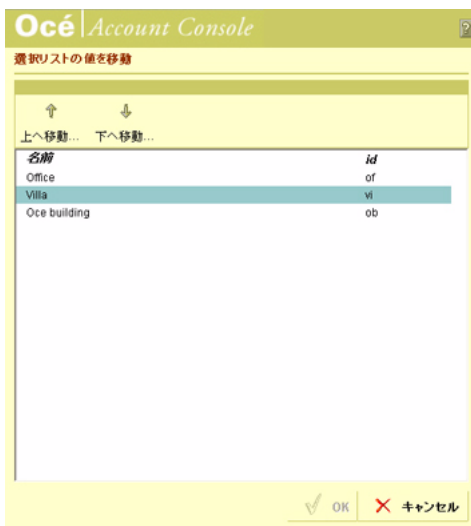 Océ Account Console
選択リストの値を移動
上へ移動... 下へ移動...
名前 id
Office of
Villa vi
Oce building ob
OK キャンセル